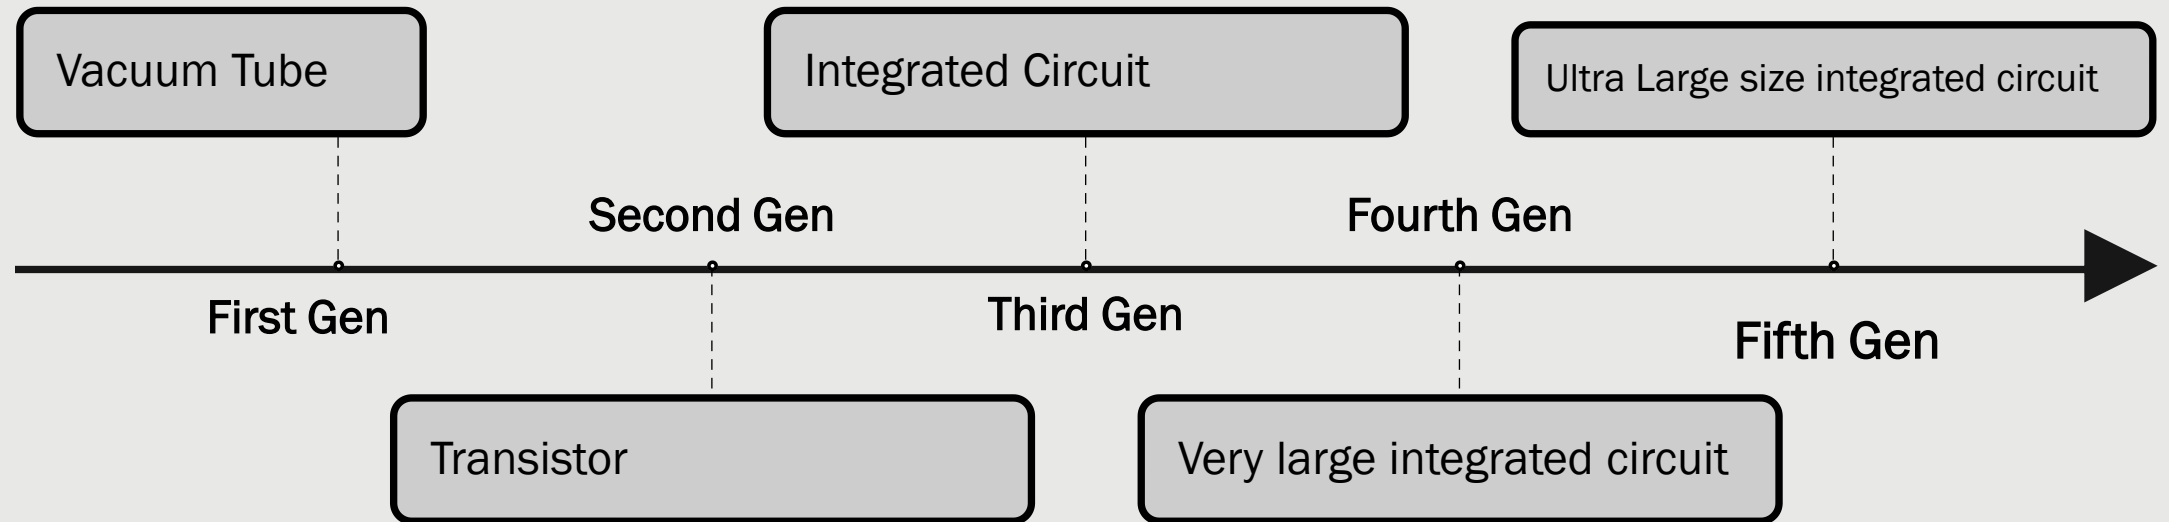 Vacuum Tube
Integrated Circuit
Ultra Large size integrated circuit
Second Gen
Fourth Gen
First Gen
Third Gen
Fifth Gen
Transistor
Very large integrated circuit